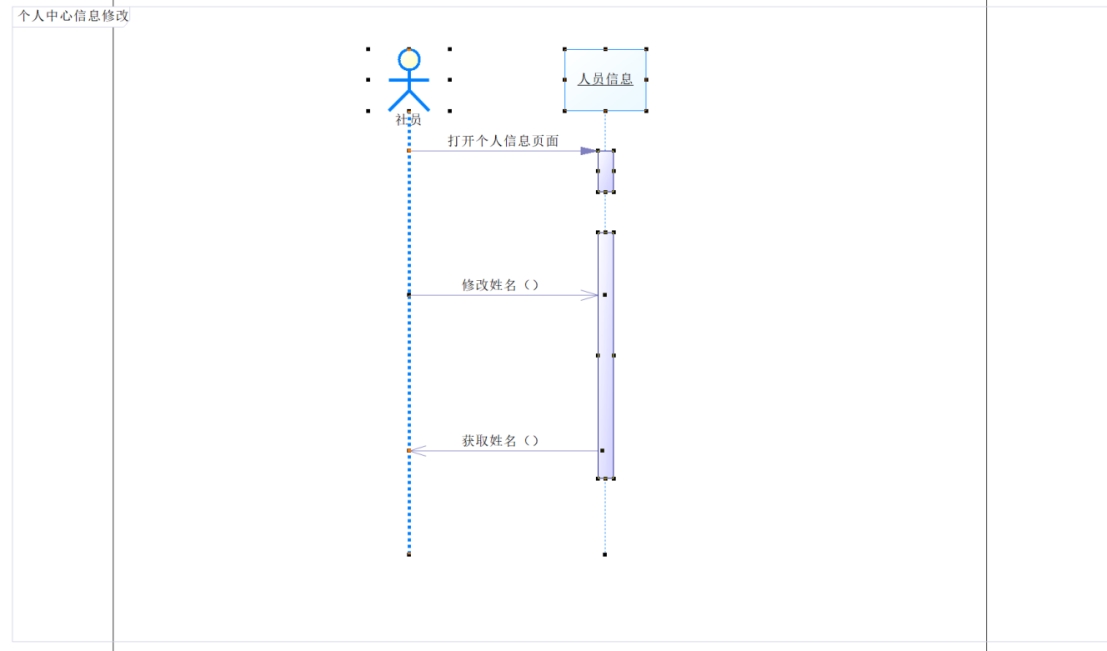 个人中心信息修改
人员信息
社员
打开个人信息页面
修改姓名（）
获取姓名（）